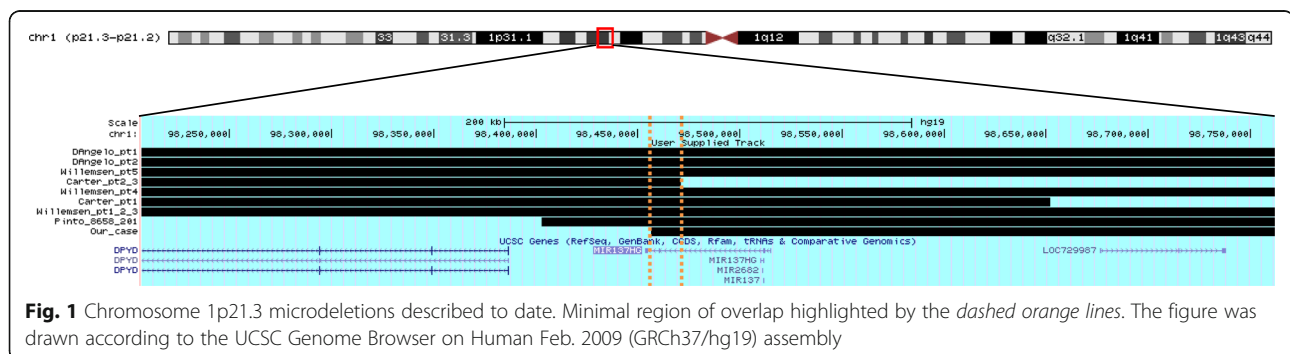 chr1 (p21.3-p21.2) 33 31.3 1p31.1 1q12 q32.1 1q41 1q43 q44
Scale 200 kb hg19
chr1: 98,250,000 98,300,000 98,350,000 98,400,000 98,450,000 98,500,000 98,550,000 98,600,000 98,650,000 98,700,000 98,750,000
User Supplied Track
DAngelo_pt1
DAngelo_pt2
Willemsen_pt5
Carter_pt2_3
Willemsen_pt4
Carter_pt1
Willemsen_pt1_2_3
Pinto_8658_201
Our_case
UCSC Genes (RefSeq, GenBank, CCDS, Rfam, tRNAs & Comparative Genomics)
DPYD MIR137HG LOC729987
DPYD MIR137HG
DPYD MIR2682
MIR137
Fig. 1 Chromosome 1p21.3 microdeletions described to date. Minimal region of overlap highlighted by the dashed orange lines. The figure was
drawn according to the UCSC Genome Browser on Human Feb. 2009 (GRCh37/hg19) assembly